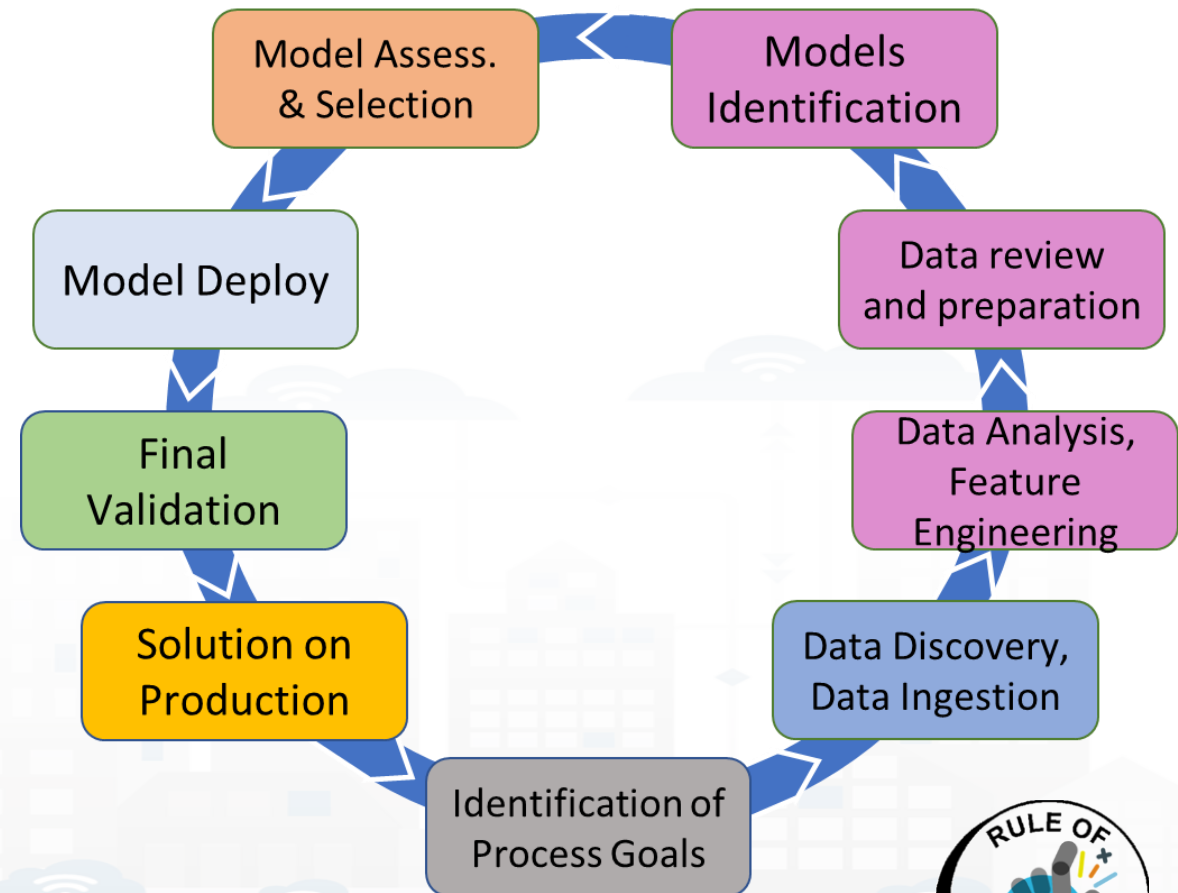 Model Assess.
& Selection
Models
Identification
Model Deploy
Data review
and preparation
Final
Validation
Data Analysis,
Feature
Engineering
Solution on
Production
Data Discovery,
Data Ingestion
Identification of
Process Goals
RULE OF